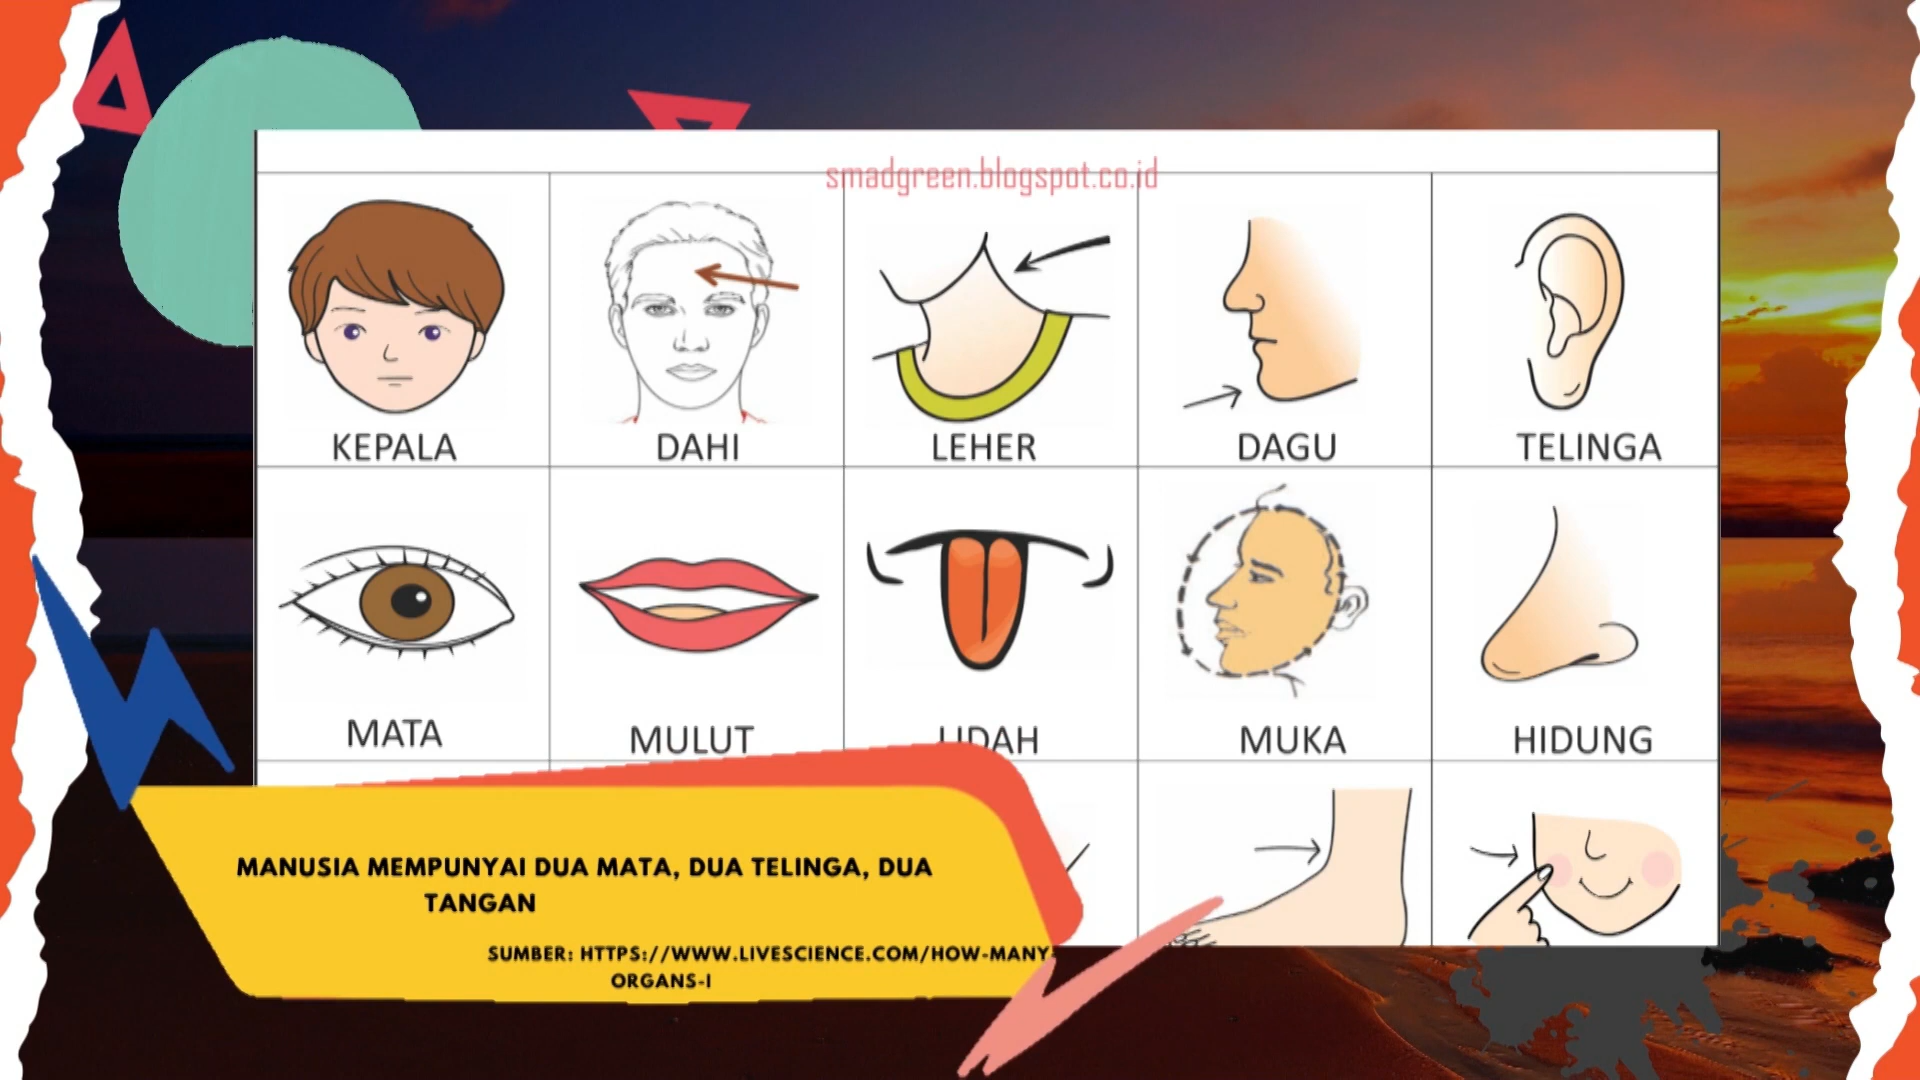 smadgreen.blogspot.co.id
KEPALA
DAHI
LEHER
DAGU
TELINGA
MATA
MULUT
LIDAH
MUKA
HIDUNG
MANUSIA MEMPUNYAI DUA MATA, DUA TELINGA, DUA
TANGAN
SUMBER: HTTPS://WWW.LIVESCIENCE.COM/HOW-MANY-
ORGANS-I